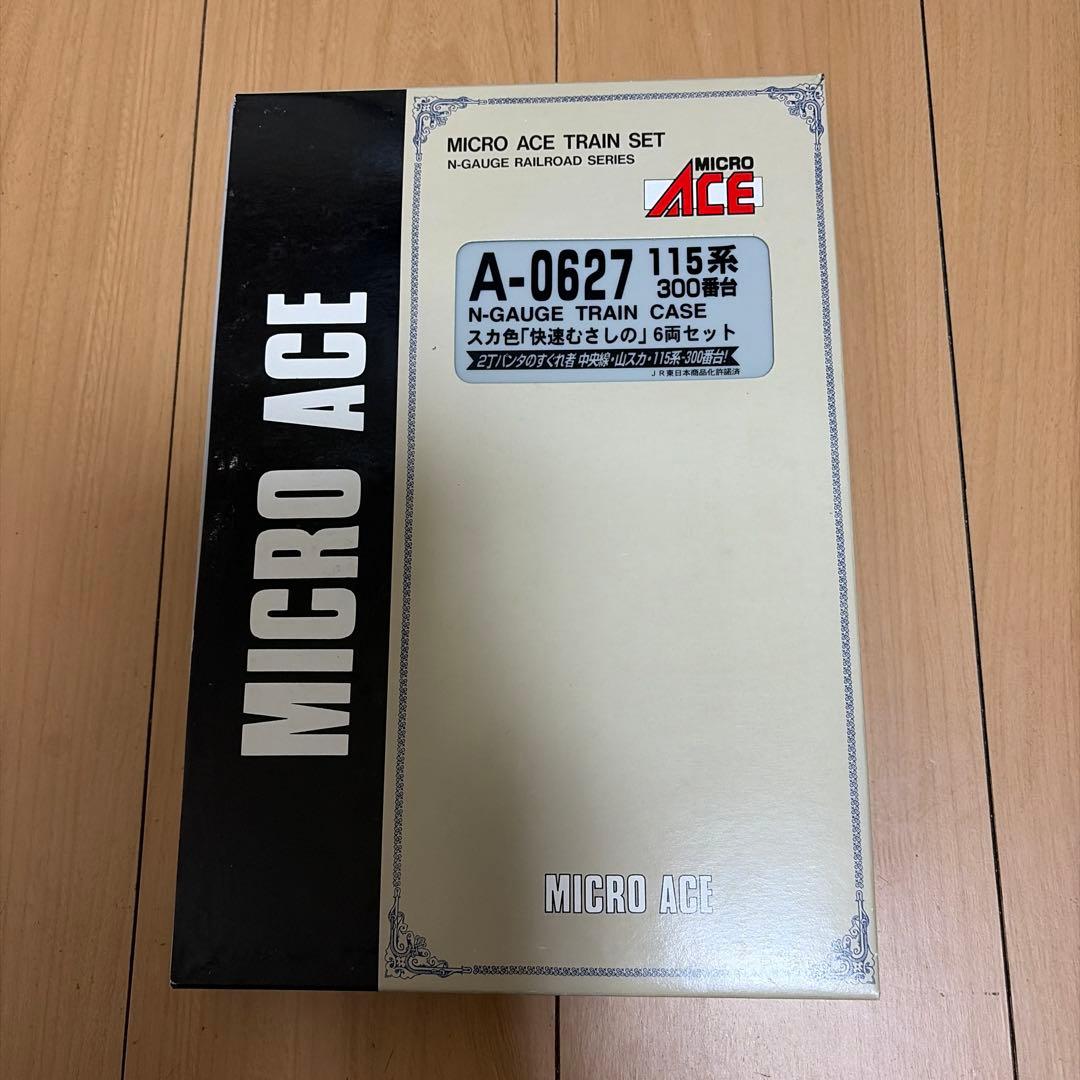 MICRO ACE
MICRO ACE TRAIN SET
N-GAUGE RAILROAD SERIES
MICRO
ACE
A-0627 115系
300番台
N-GAUGE TRAIN CASE
スカ色「快速むさしの」6両セット
2丁パンタのすぐれ者 中央線・山スカ・115系-300番台!
JR東日本商品化許諾済
MICRO ACE